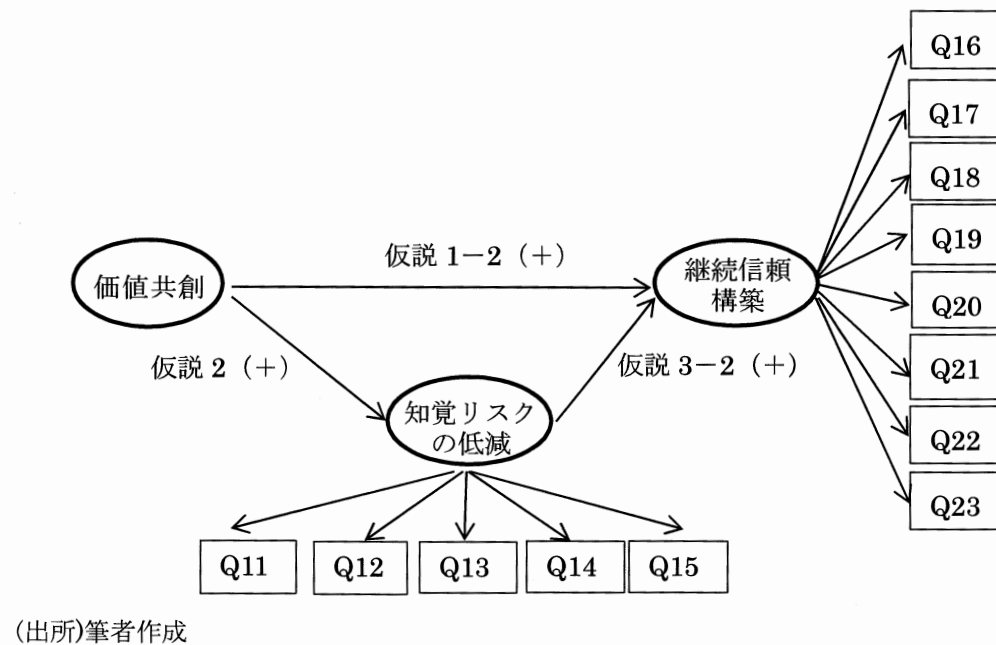 Q16
Q17
Q18
Q19
Q20
Q21
Q22
Q23
仮説 1−2（+）
価値共創
継続信頼
構築
仮説 2（+）
仮説 3−2（+）
知覚リスク
の低減
Q11
Q12
Q13
Q14
Q15
(出所)筆者作成